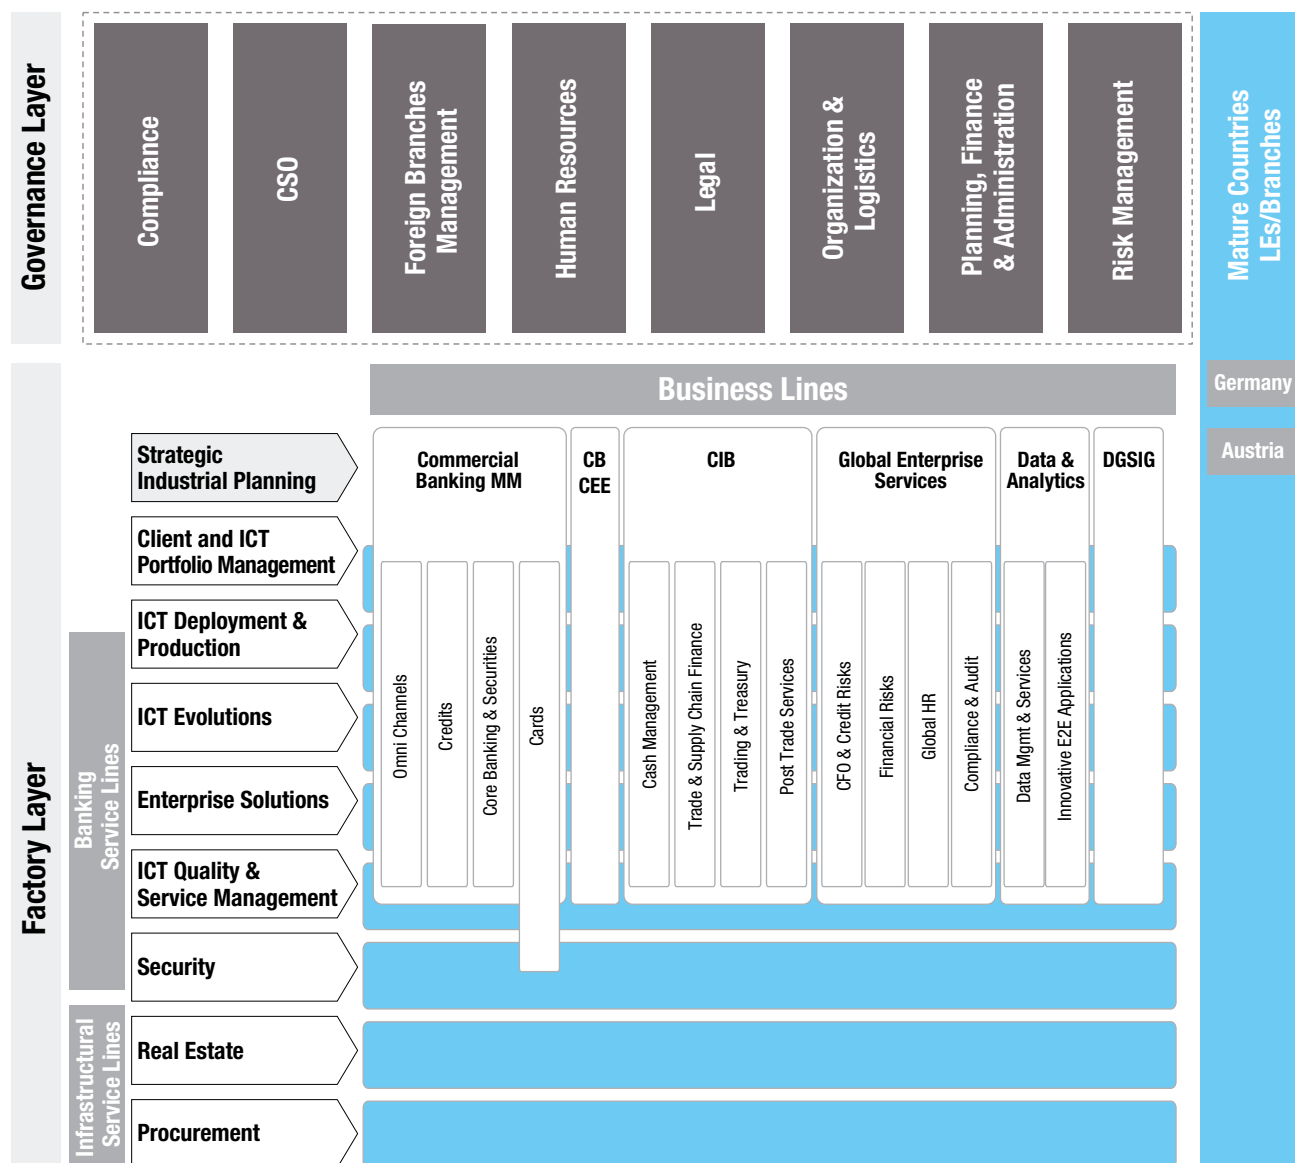 Governance Layer
Compliance
CSO
Foreign Branches
Management
Human Resources
Legal
Organization &
Logistics
Planning, Finance
& Administration
Risk Management
Mature Countries
LEs/Branches
Germany
Austria
Factory Layer
Business Lines
Strategic
Industrial Planning
Client and ICT
Portfolio Management
ICT Deployment &
Production
ICT Evolutions
Enterprise Solutions
ICT Quality &
Service Management
Security
Real Estate
Procurement
Banking
Service Lines
Infrastructural
Service Lines
Commercial
Banking MM
Omni Channels
Credits
Core Banking & Securities
Cards
CB
CEE
CIB
Cash Management
Trade & Supply Chain Finance
Trading & Treasury
Post Trade Services
Global Enterprise
Services
CFO & Credit Risks
Financial Risks
Global HR
Compliance & Audit
Data &
Analytics
Data Mgmt & Services
Innovative E2E Applications
DGSIG